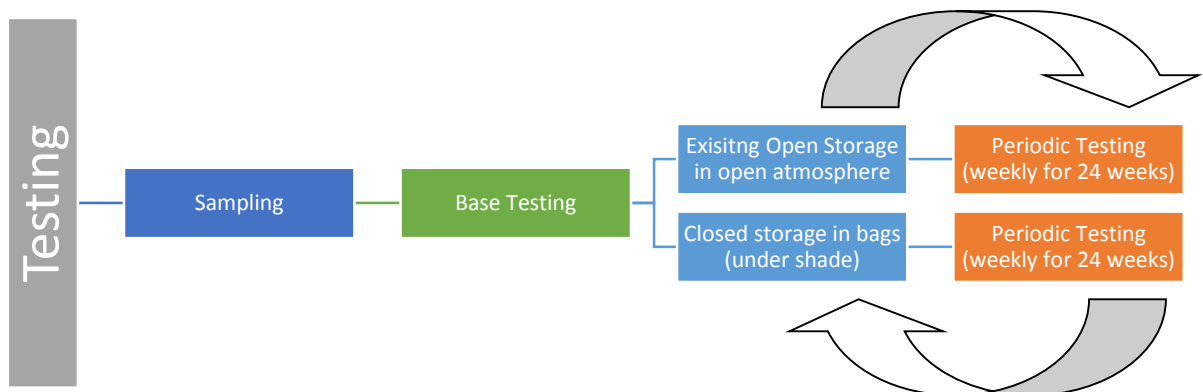 Testing
Sampling
Base Testing
Exisitng Open Storage
in open atmosphere
Periodic Testing
(weekly for 24 weeks)
Closed storage in bags
(under shade)
Periodic Testing
(weekly for 24 weeks)